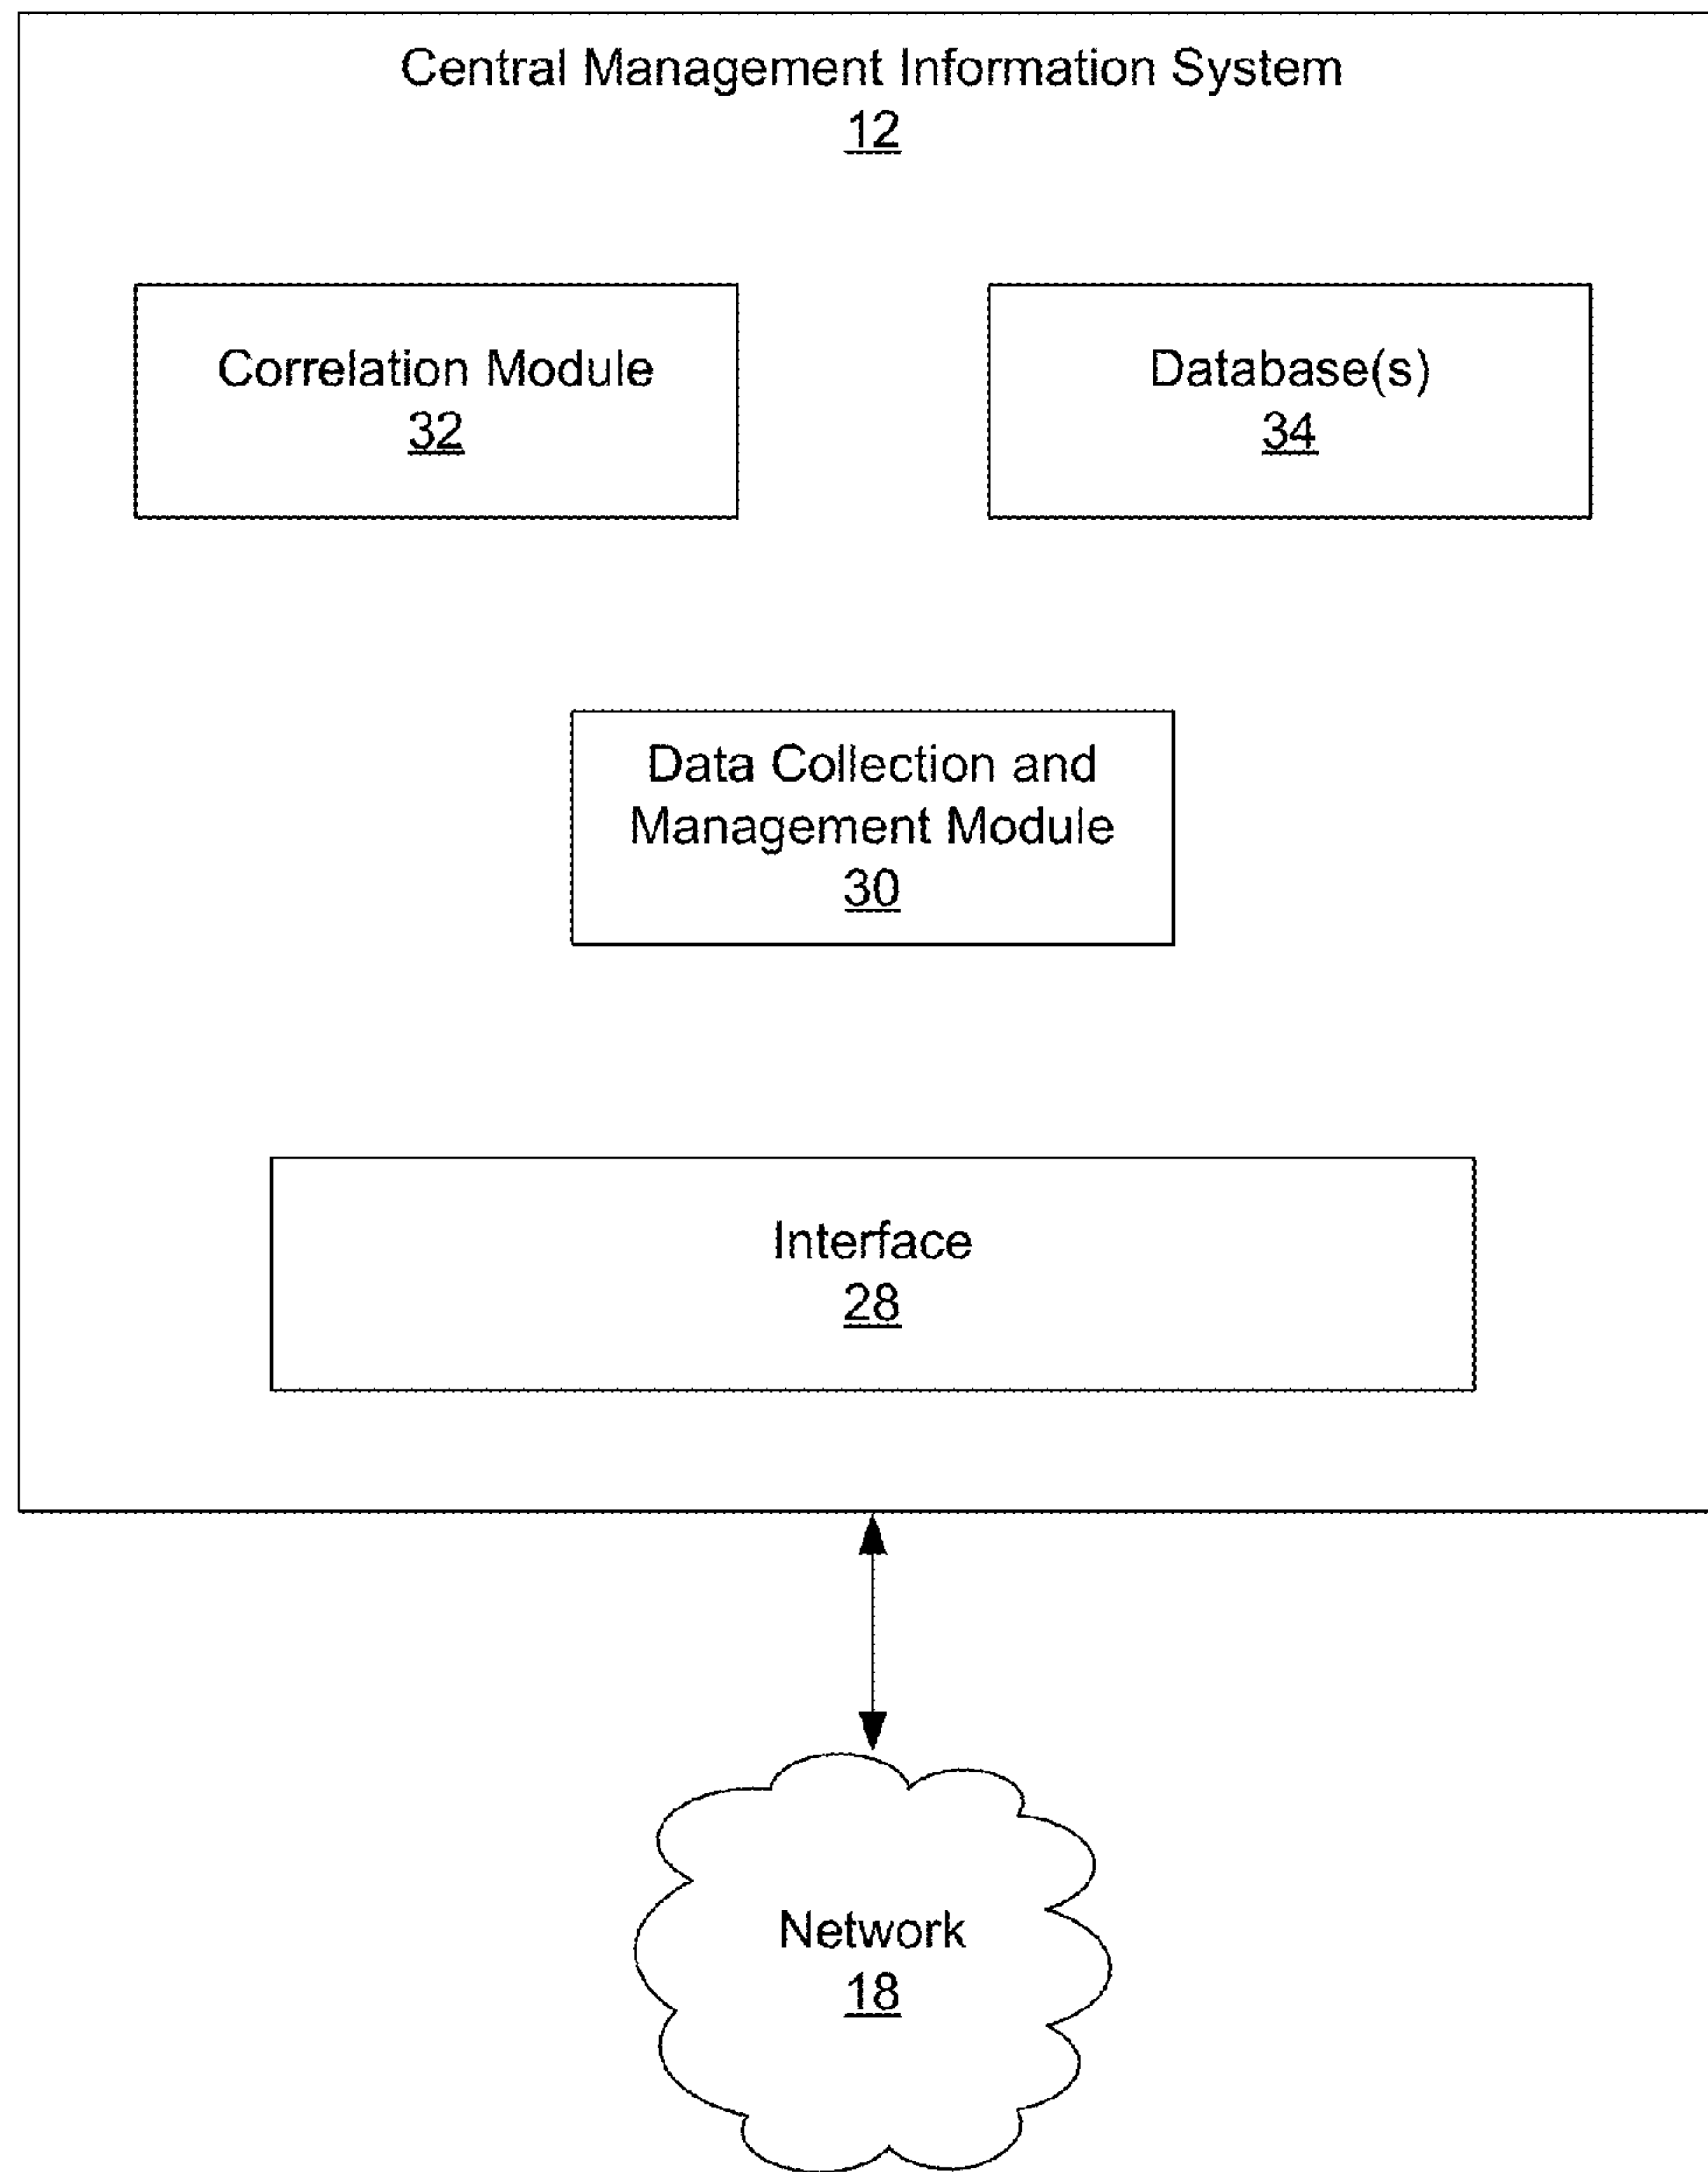 Central Management Information System
12
Correlation Module
32
Database(s)
34
Data Collection and
Management Module
30
Interface
28
Network
18